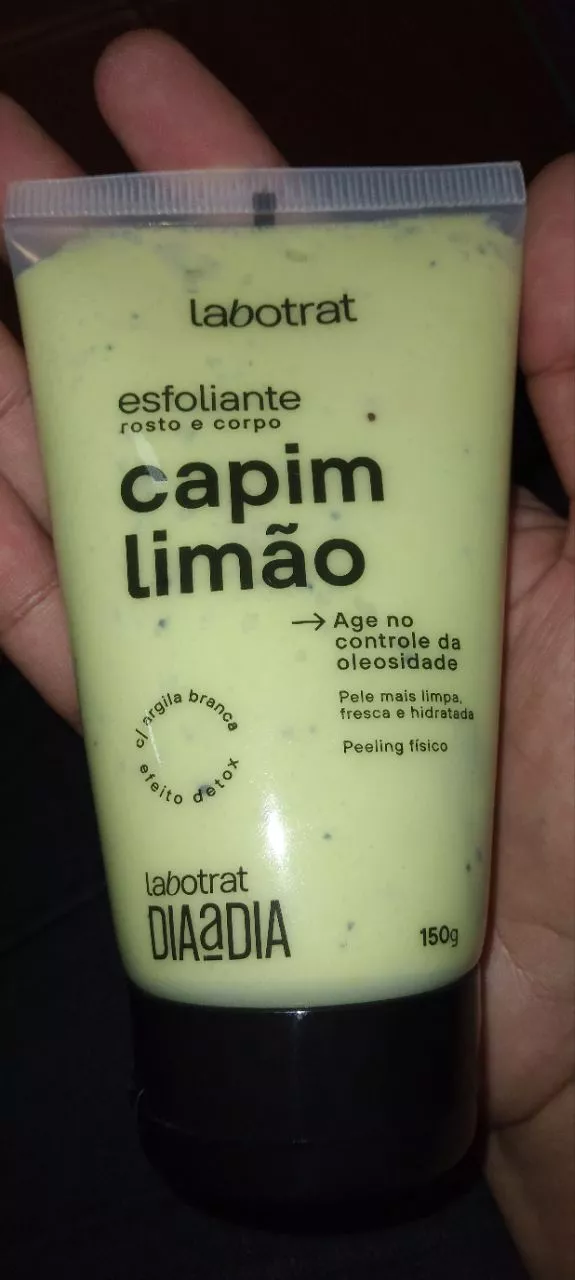 labotrat
esfoliante
rosto e corpo
capim
limão
→ Age no
controle da
oleosidade
Pele mais limpa,
fresca e hidratada
Peeling físico
c/ argila branca
efeito detox
labotrat
DIAaDIA
150g